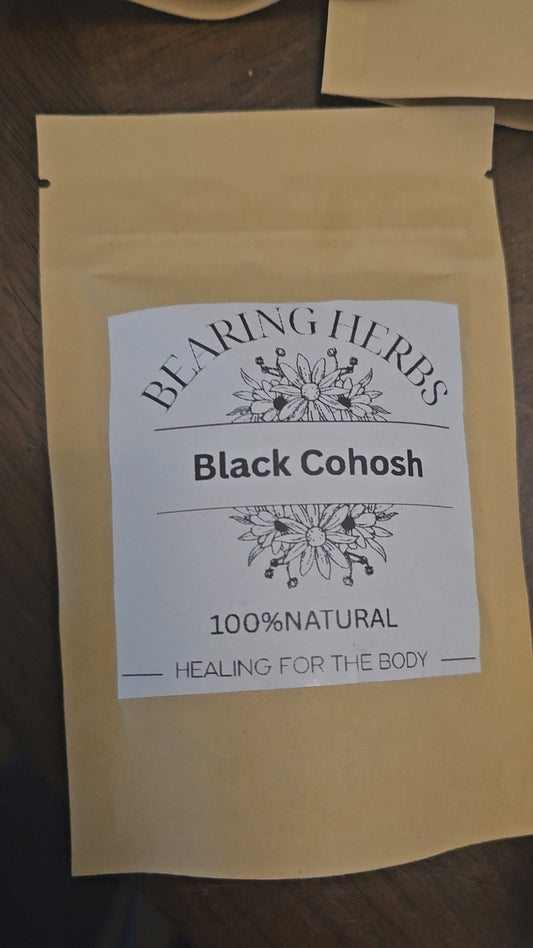 BEARING HERBS
Black Cohosh
100%NATURAL
HEALING FOR THE BODY